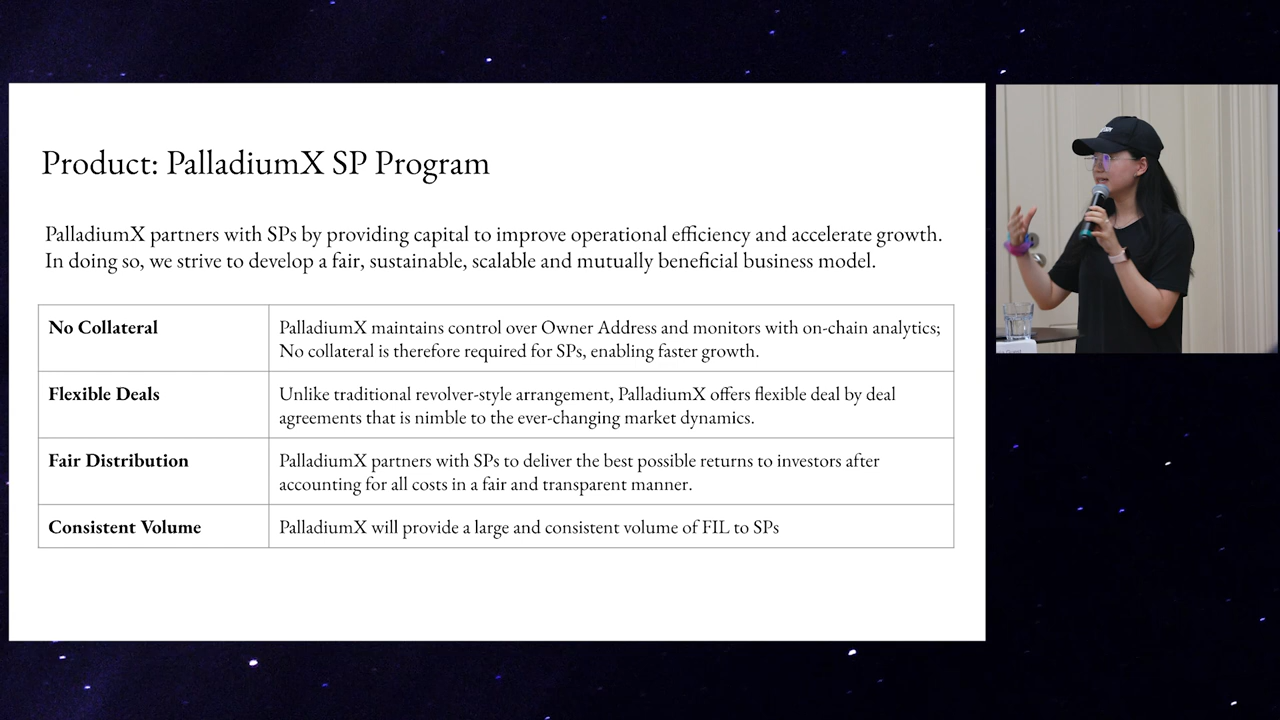 Product: PalladiumX SP Program
PalladiumX partners with SPs by providing capital to improve operational efficiency and accelerate growth.
In doing so, we strive to develop a fair, sustainable, scalable and mutually beneficial business model.
No Collateral
PalladiumX maintains control over Owner Address and monitors with on-chain analytics;
No collateral is therefore required for SPs, enabling faster growth.
Flexible Deals
Unlike traditional revolver-style arrangement, PalladiumX offers flexible deal by deal
agreements that is nimble to the ever-changing market dynamics.
Fair Distribution
PalladiumX partners with SPs to deliver the best possible returns to investors after
accounting for all costs in a fair and transparent manner.
Consistent Volume
PalladiumX will provide a large and consistent volume of FIL to SPs